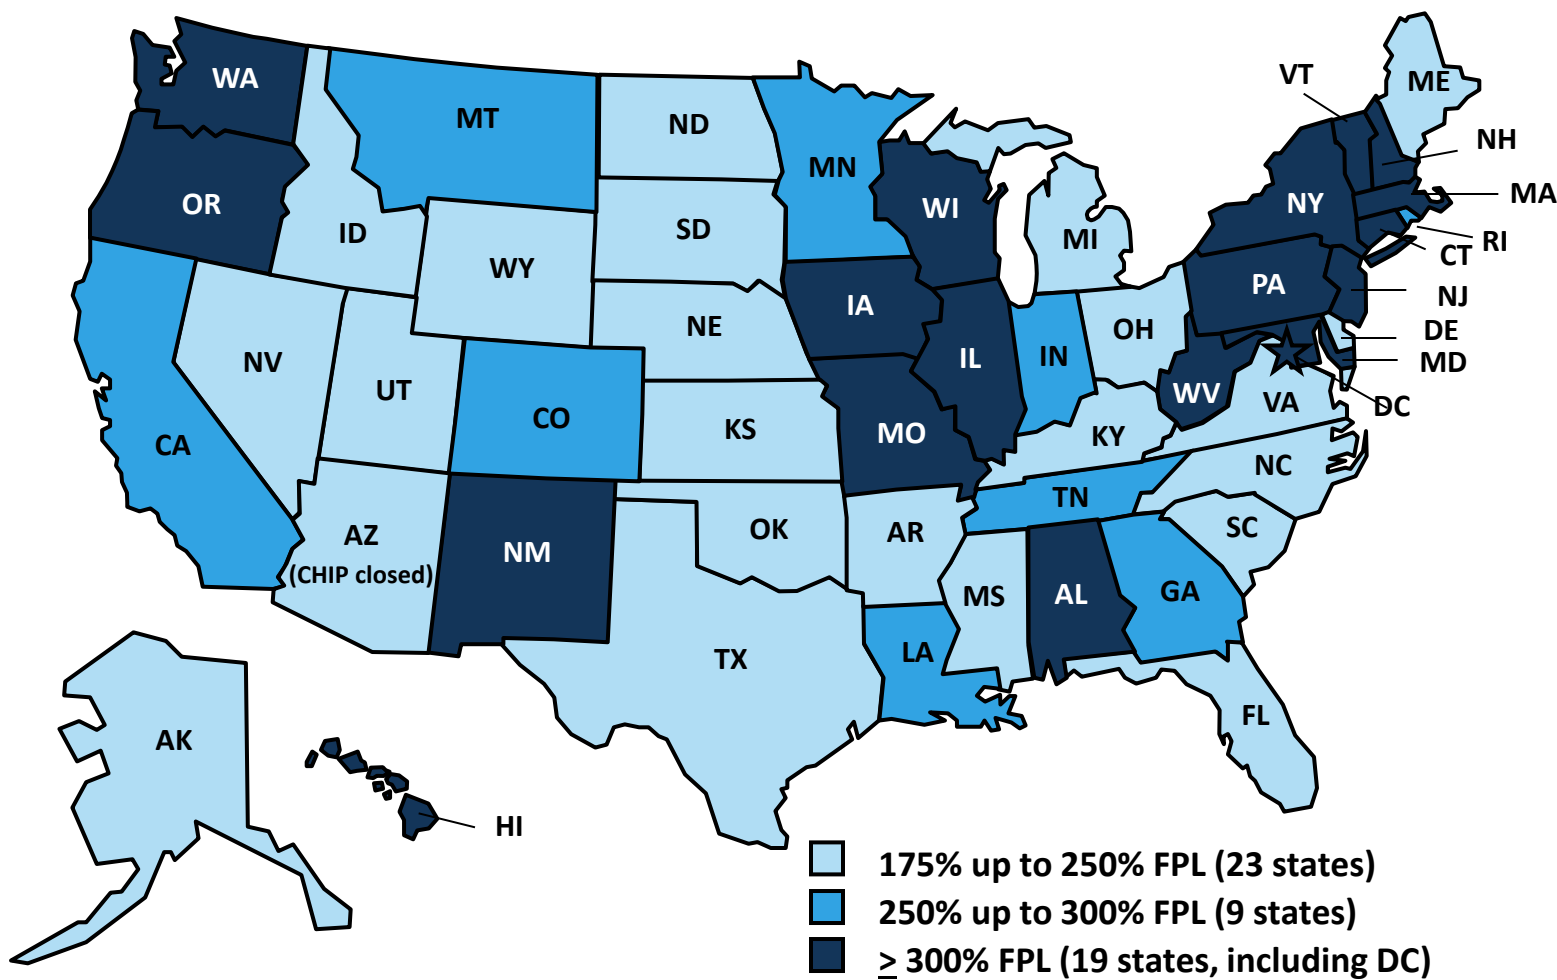 WA
MT
ND
MN
VT
ME
NH
MA
OR
ID
SD
WI
MI
NY
RI
CT
WY
NE
IA
PA
NJ
DE
MD
OH
IN
IL
NV
UT
CO
WV
VA
DC
CA
KS
MO
KY
NC
TN
AZ
(CHIP closed)
NM
OK
AR
SC
MS
AL
GA
TX
LA
FL
AK
HI
175% up to 250% FPL (23 states)
250% up to 300% FPL (9 states)
> 300% FPL (19 states, including DC)